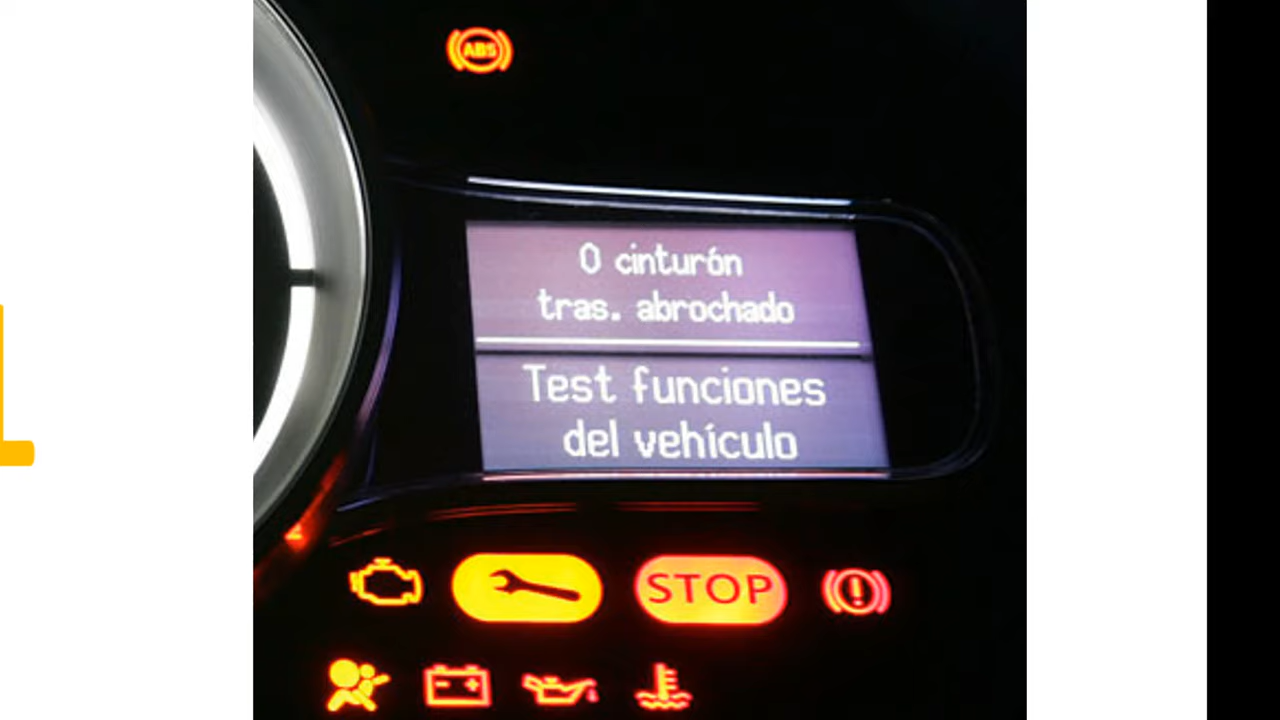 ABS
0 cinturón
tras. abrochado
Test funciones
del vehículo
STOP